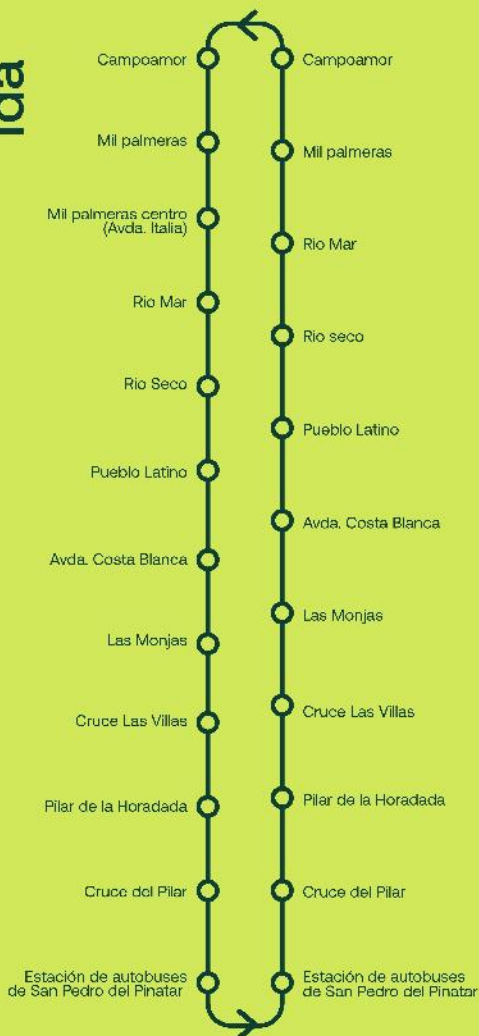 Ida
Campoamor
Mil palmeras
Mil palmeras centro
(Avda. Italia)
Rio Mar
Rio Seco
Pueblo Latino
Avda. Costa Blanca
Las Monjas
Cruce Las Villas
Pilar de la Horadada
Cruce del Pilar
Estación de autobuses
de San Pedro del Pinatar
Campoamor
Mil palmeras
Rio Mar
Rio seco
Pueblo Latino
Avda. Costa Blanca
Las Monjas
Cruce Las Villas
Pilar de la Horadada
Cruce del Pilar
Estación de autobuses
de San Pedro del Pinatar